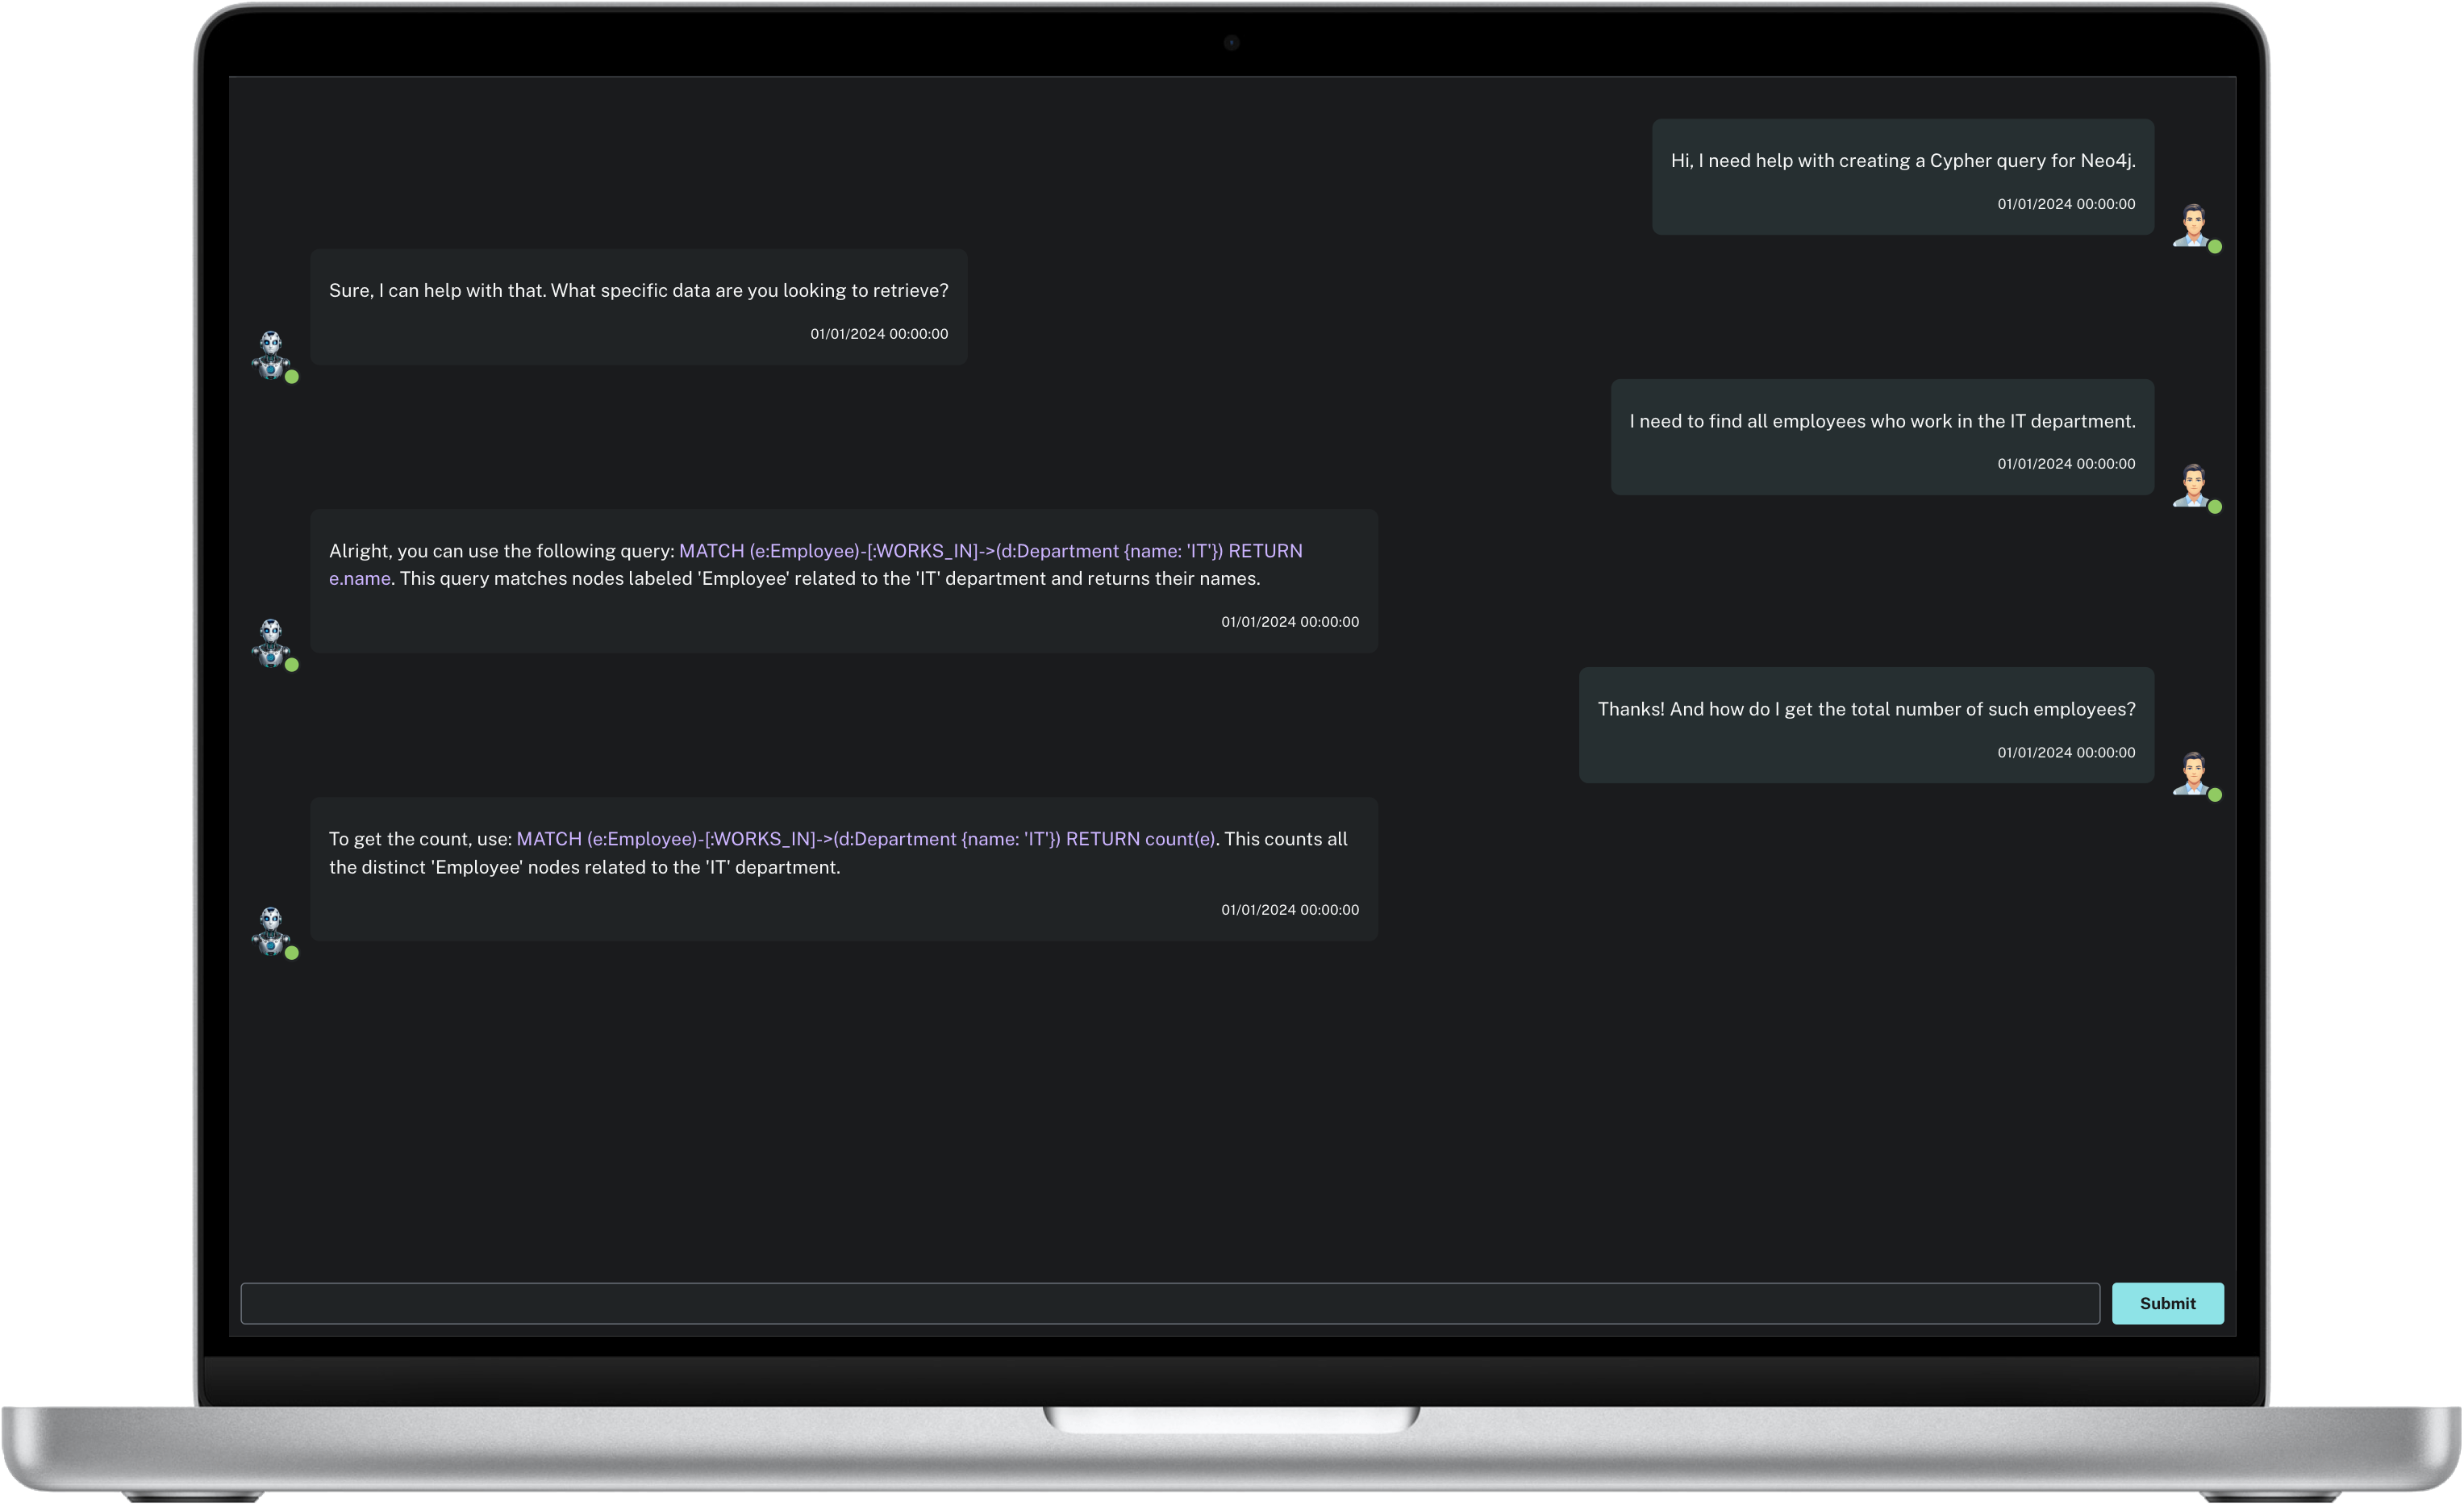 Hi, I need help with creating a Cypher query for Neo4j.
01/01/2024 00:00:00
Sure, I can help with that. What specific data are you looking to retrieve?
01/01/2024 00:00:00
I need to find all employees who work in the IT department.
01/01/2024 00:00:00
Alright, you can use the following query: MATCH (e:Employee)-[:WORKS_IN]->(d:Department {name: 'IT'}) RETURN
e.name. This query matches nodes labeled 'Employee' related to the 'IT' department and returns their names.
01/01/2024 00:00:00
Thanks! And how do I get the total number of such employees?
01/01/2024 00:00:00
To get the count, use: MATCH (e:Employee)-[:WORKS_IN]->(d:Department {name: 'IT'}) RETURN count(e). This counts all
the distinct 'Employee' nodes related to the 'IT' department.
01/01/2024 00:00:00
Submit